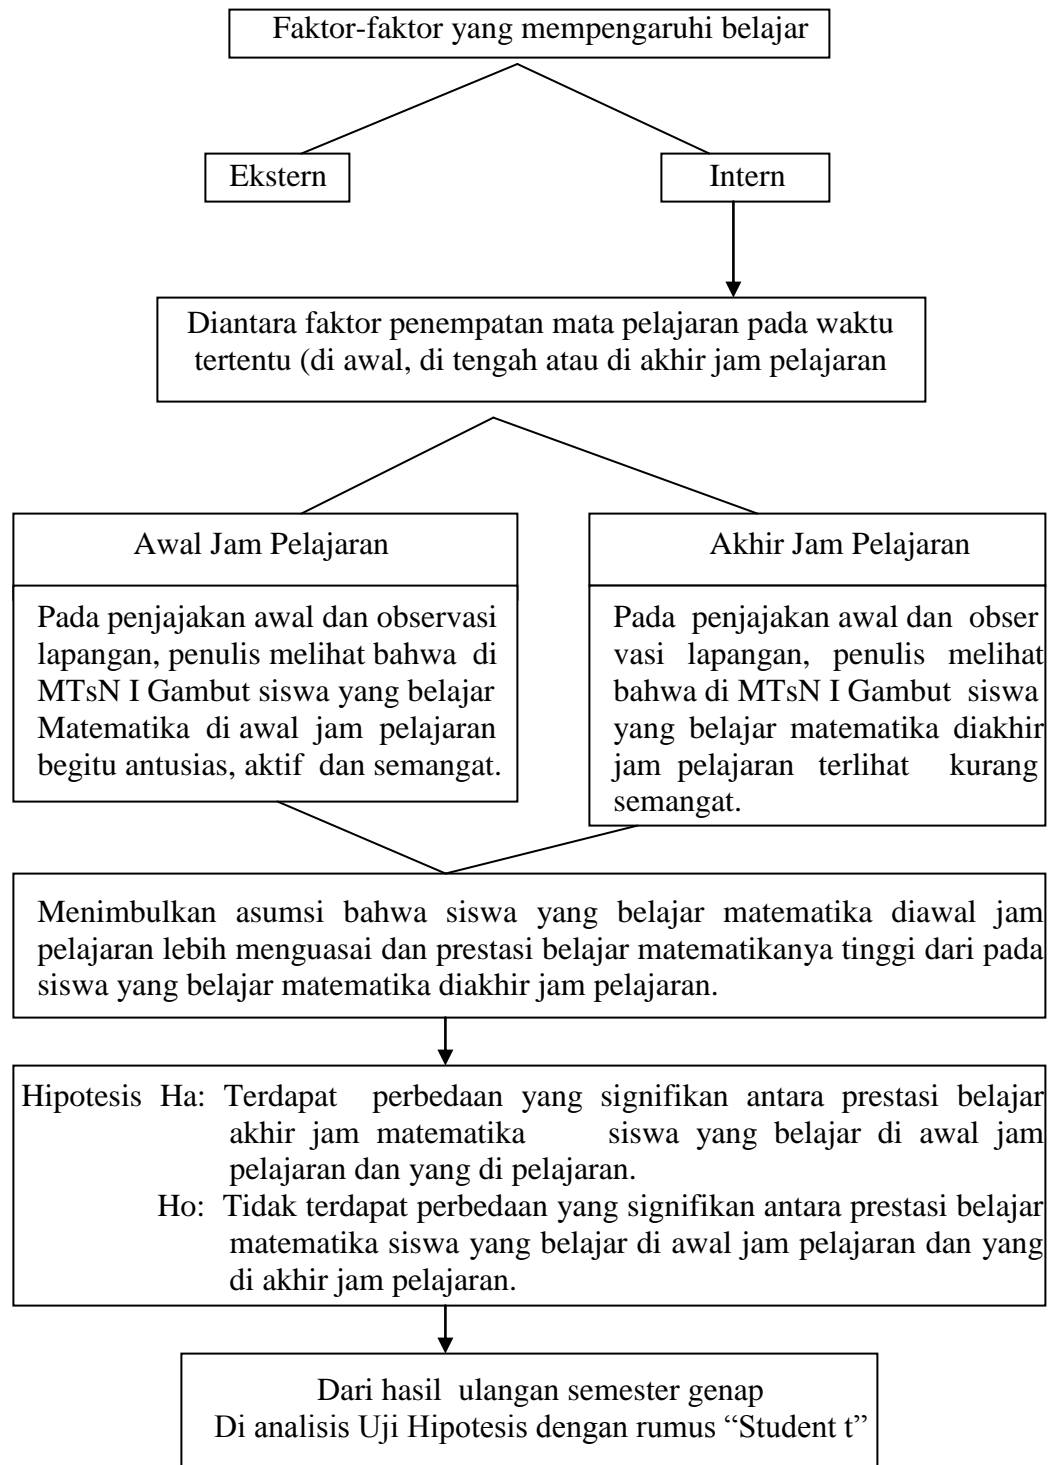 Faktor-faktor yang mempengaruhi belajar
Ekstern
Intern
Diantara faktor penempatan mata pelajaran pada waktu
tertentu (di awal, di tengah atau di akhir jam pelajaran
Awal Jam Pelajaran
Pada penjajakan awal dan observasi
lapangan, penulis melihat bahwa di
MTsN I Gambut siswa yang belajar
Matematika di awal jam pelajaran
begitu antusias, aktif dan semangat.
Akhir Jam Pelajaran
Pada penjajakan awal dan obser
vasi lapangan, penulis melihat
bahwa di MTsN I Gambut siswa
yang belajar matematika diakhir
jam pelajaran terlihat kurang
semangat.
Menimbulkan asumsi bahwa siswa yang belajar matematika diawal jam
pelajaran lebih menguasai dan prestasi belajar matematikanya tinggi dari pada
siswa yang belajar matematika diakhir jam pelajaran.
Hipotesis Ha: Terdapat perbedaan yang signifikan antara prestasi belajar
akhir jam matematika siswa yang belajar di awal jam
pelajaran dan yang di pelajaran.
Ho: Tidak terdapat perbedaan yang signifikan antara prestasi belajar
matematika siswa yang belajar di awal jam pelajaran dan yang
di akhir jam pelajaran.
Dari hasil ulangan semester genap
Di analisis Uji Hipotesis dengan rumus “Student t”